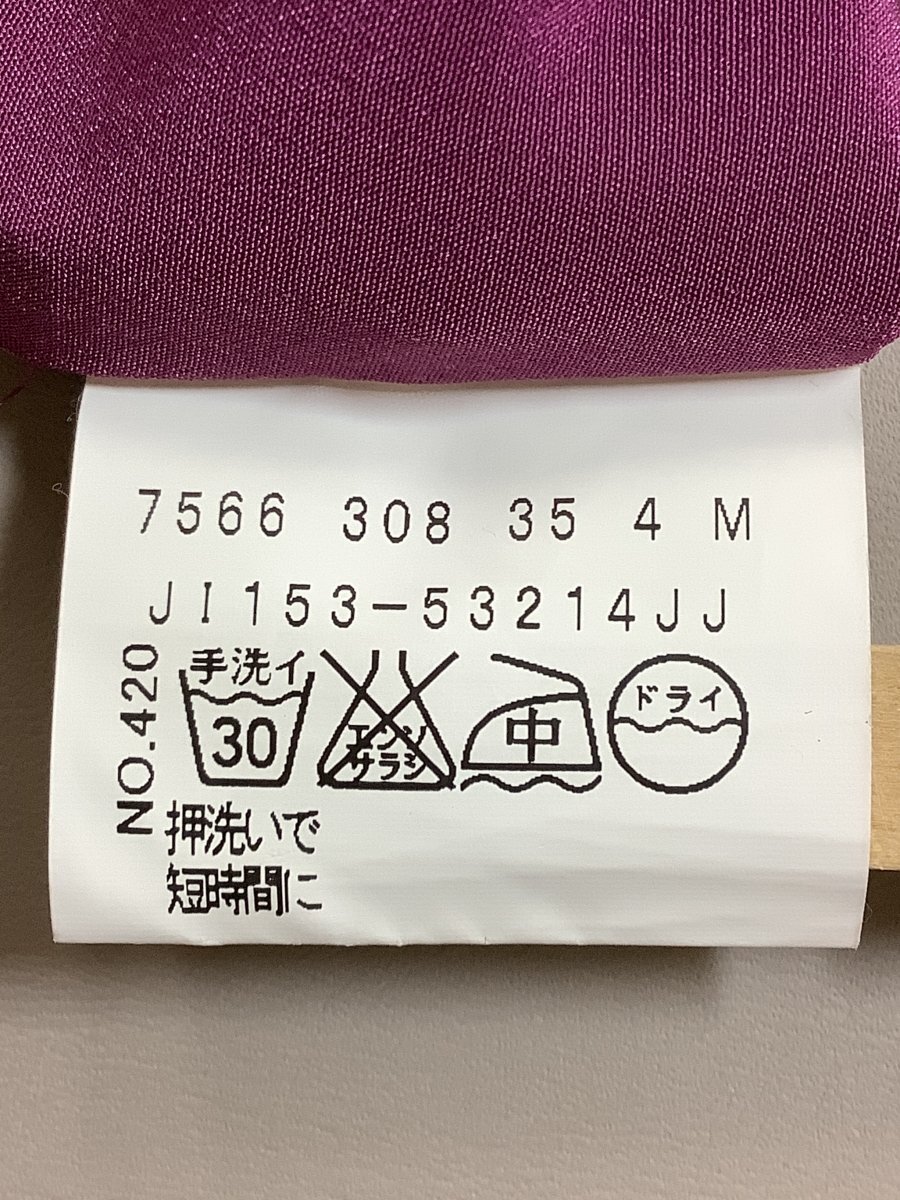 7566 308 35 4 M
JI153-53214JJ
NO.420
手洗イ
30
エンソ
サラシ
中
ドライ
押洗いで
短時間に